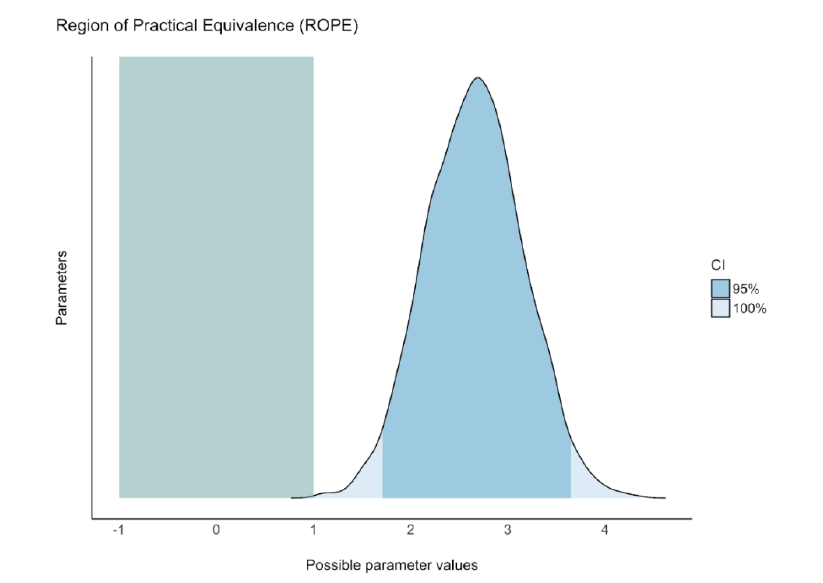 Region of Practical Equivalence (ROPE)
Parameters
CI
95%
100%
-1 0 1 2 3 4
Possible parameter values